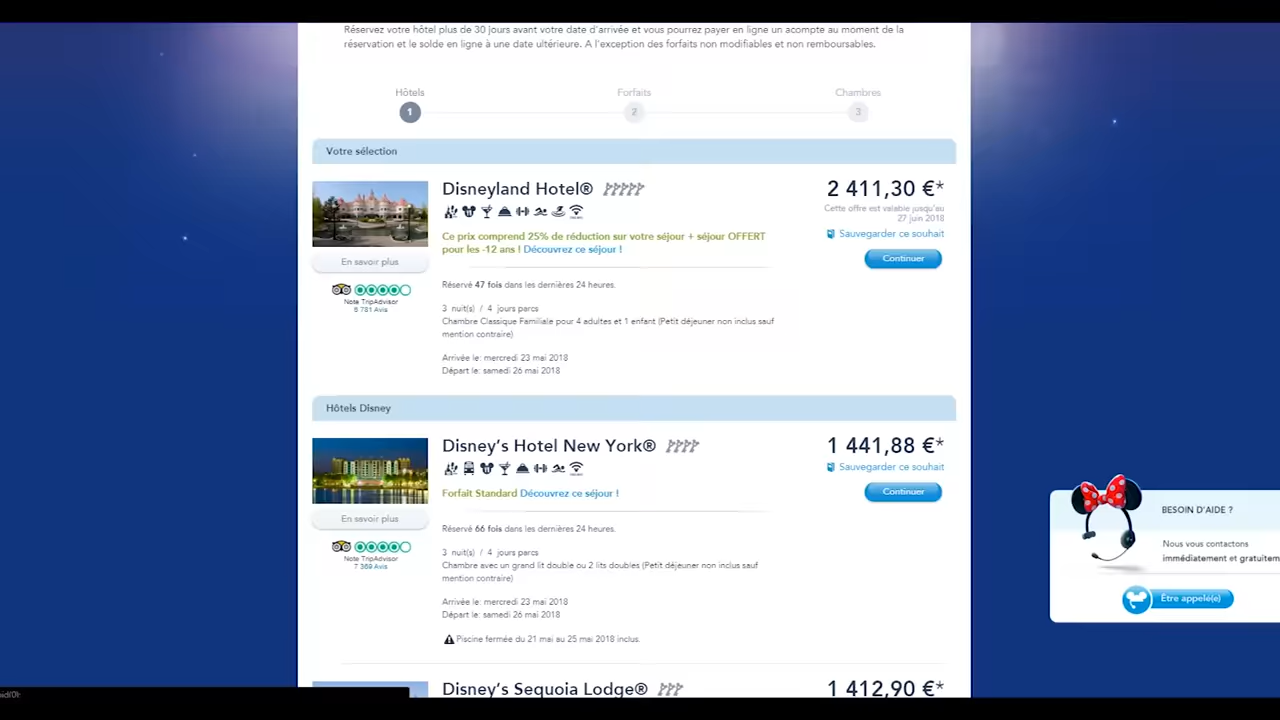 Réservez votre hôtel plus de 30 jours avant votre date d'arrivée et vous pourrez payer en ligne un acompte au moment de la
réservation et le solde en ligne à une date ultérieure. A l'exception des forfaits non modifiables et non remboursables.
Hôtels
Forfaits
Chambres
1
2
3
Votre sélection
Disneyland Hotel®
2 411,30 €*
Cette offre est valable jusqu'au
27 juin 2018
Sauvegarder ce souhait
Continuer
Ce prix comprend 25% de réduction sur votre séjour + séjour OFFERT
pour les -12 ans ! Découvrez ce séjour !
En savoir plus
Note TripAdvisor
6 781 Avis
Réservé 47 fois dans les dernières 24 heures.
3 nuit(s) / 4 jours parcs
Chambre Classique Familiale pour 4 adultes et 1 enfant (Petit déjeuner non inclus sauf
mention contraire)
Arrivée le: mercredi 23 mai 2018
Départ le: samedi 26 mai 2018
Hôtels Disney
Disney's Hotel New York®
1 441,88 €*
Sauvegarder ce souhait
Continuer
Forfait Standard Découvrez ce séjour !
En savoir plus
Note TripAdvisor
7 369 Avis
Réservé 66 fois dans les dernières 24 heures.
3 nuit(s) / 4 jours parcs
Chambre avec un grand lit double ou 2 lits doubles (Petit déjeuner non inclus sauf
mention contraire)
Arrivée le: mercredi 23 mai 2018
Départ le: samedi 26 mai 2018
Piscine fermée du 21 mai au 25 mai 2018 inclus.
Disney's Sequoia Lodge®
1 412,90 €*
BESOIN D'AIDE ?
Nous vous contactons
immédiatement et gratuitem
Être appelé(e)